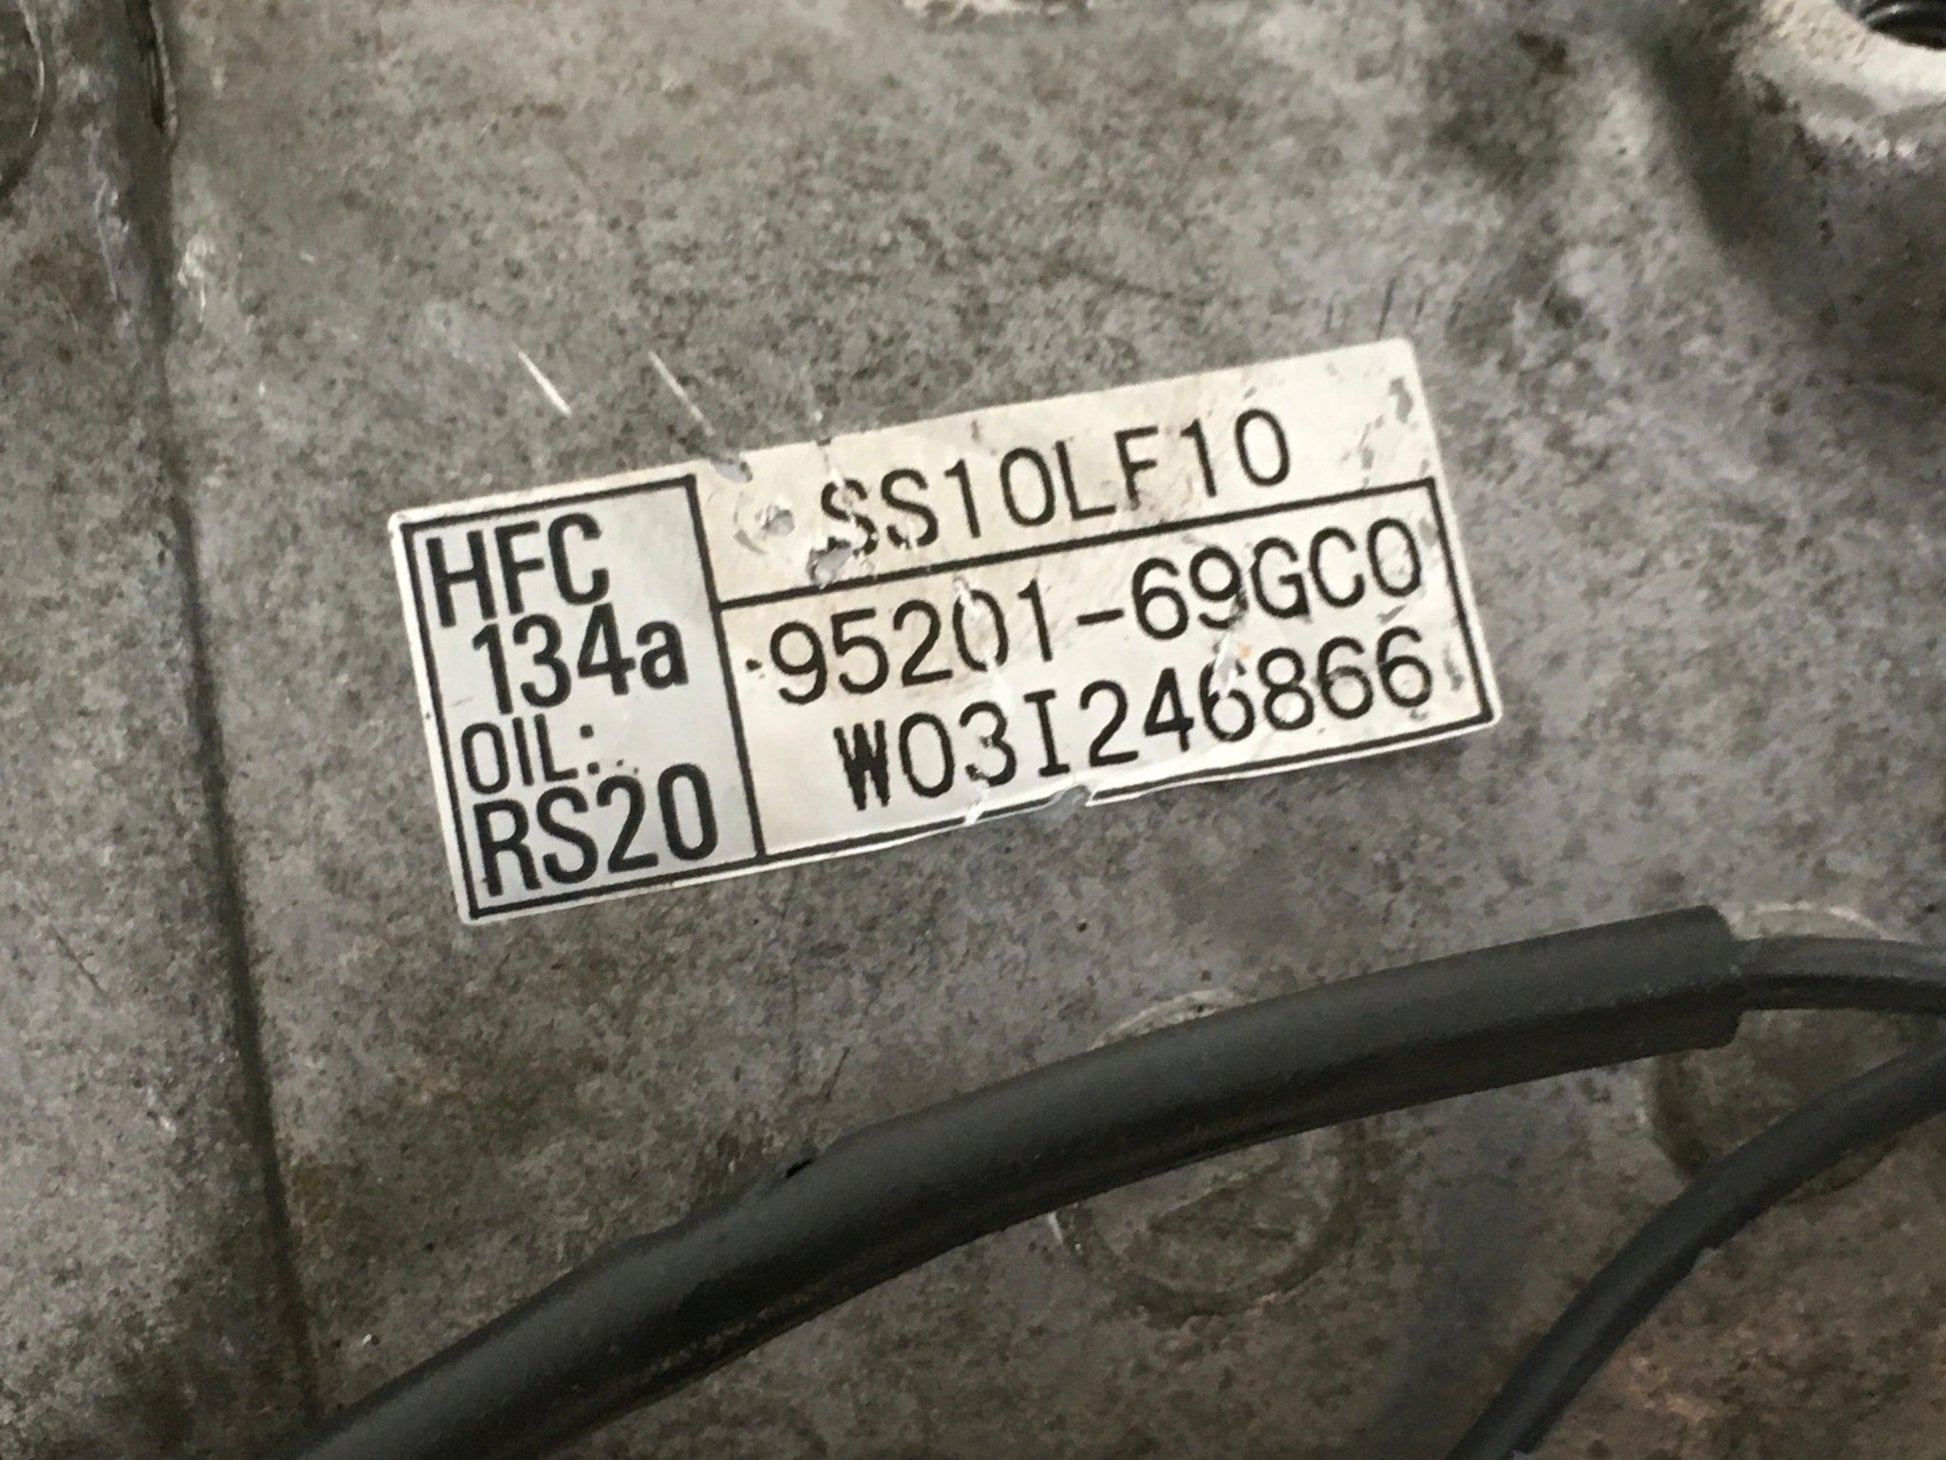 HFC
134a
OIL:
RS20
SS10LF10
95201-69GC0
W03I246866